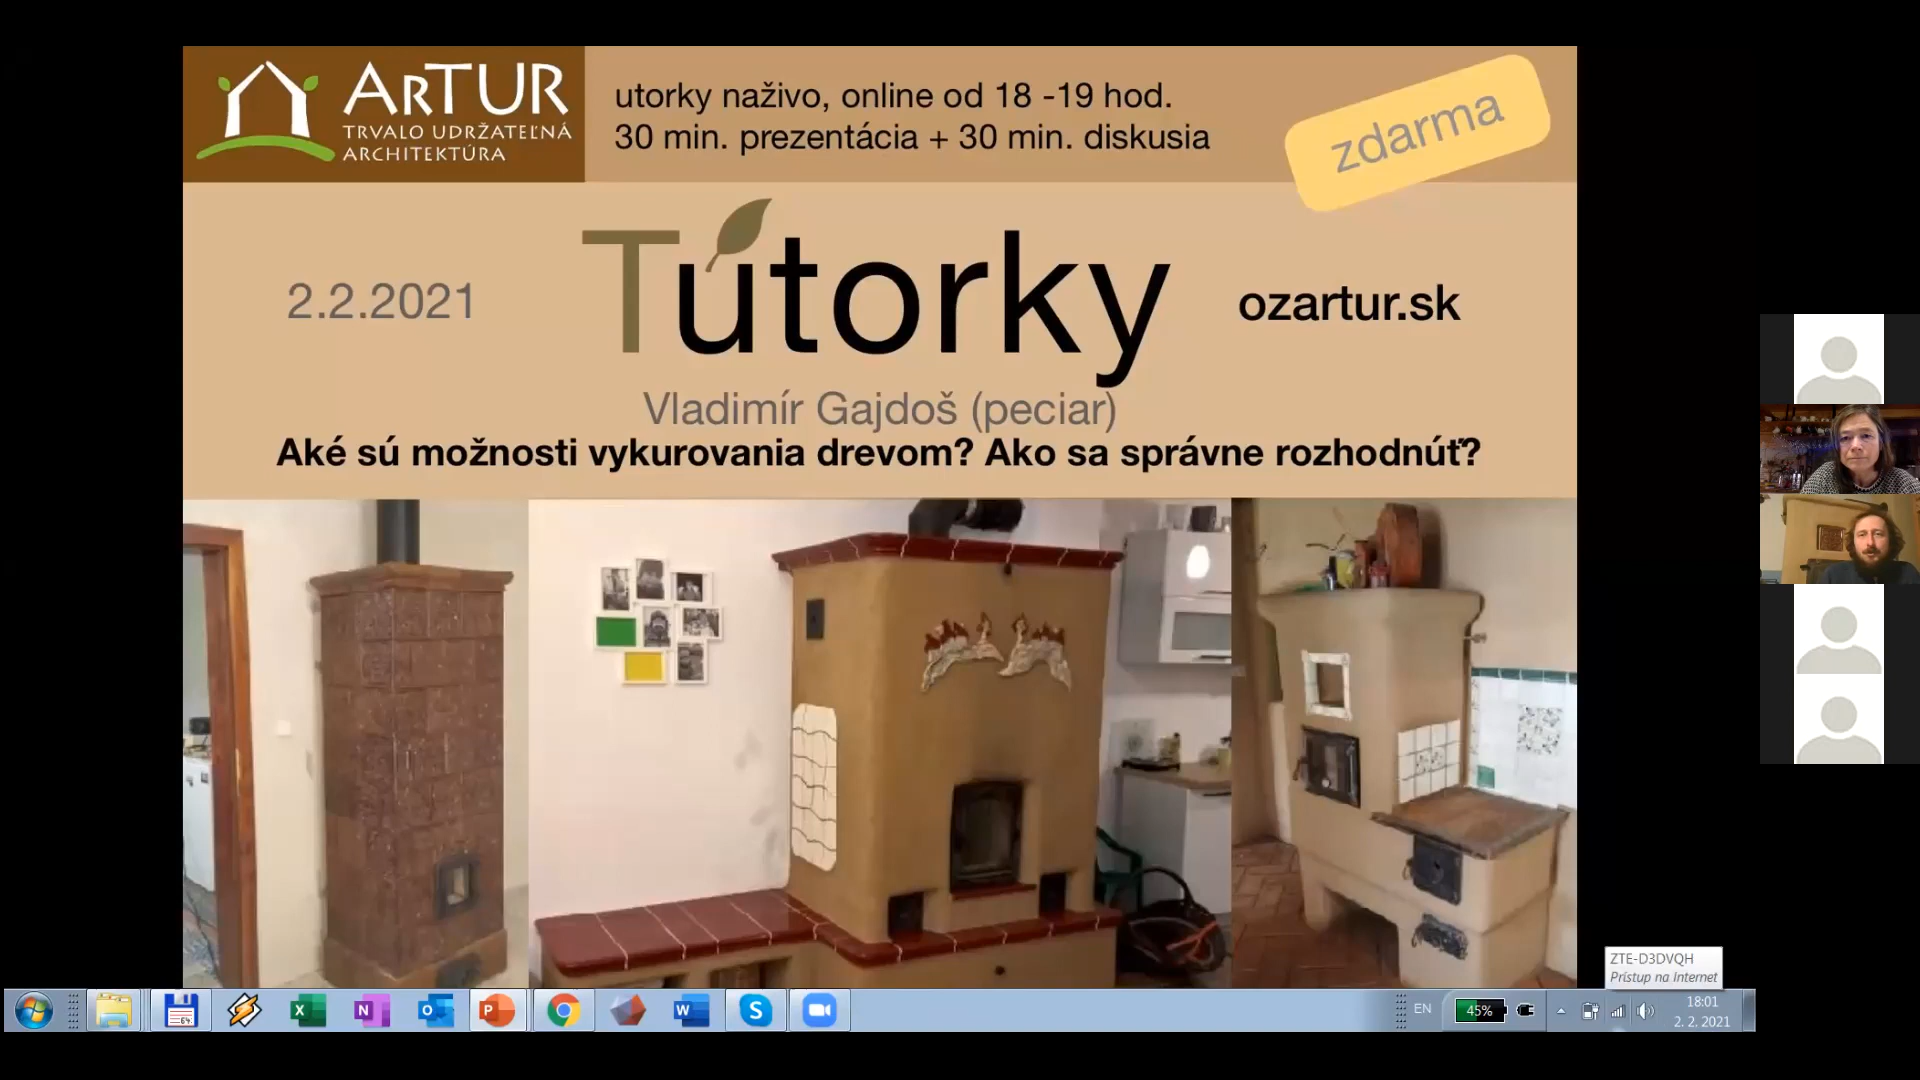 ArTUR
TRVALO UDRŽATEĽNÁ
ARCHITEKTÚRA
utorky naživo, online od 18 -19 hod.
30 min. prezentácia + 30 min. diskusia
zdarma
2.2.2021
Tútorky
ozartur.sk
Vladimír Gajdoš (peciar)
Aké sú možnosti vykurovania drevom? Ako sa správne rozhodnúť?
ZTE-D3DVQH
Prístup na Internet
EN
45%
18:01
2. 2. 2021